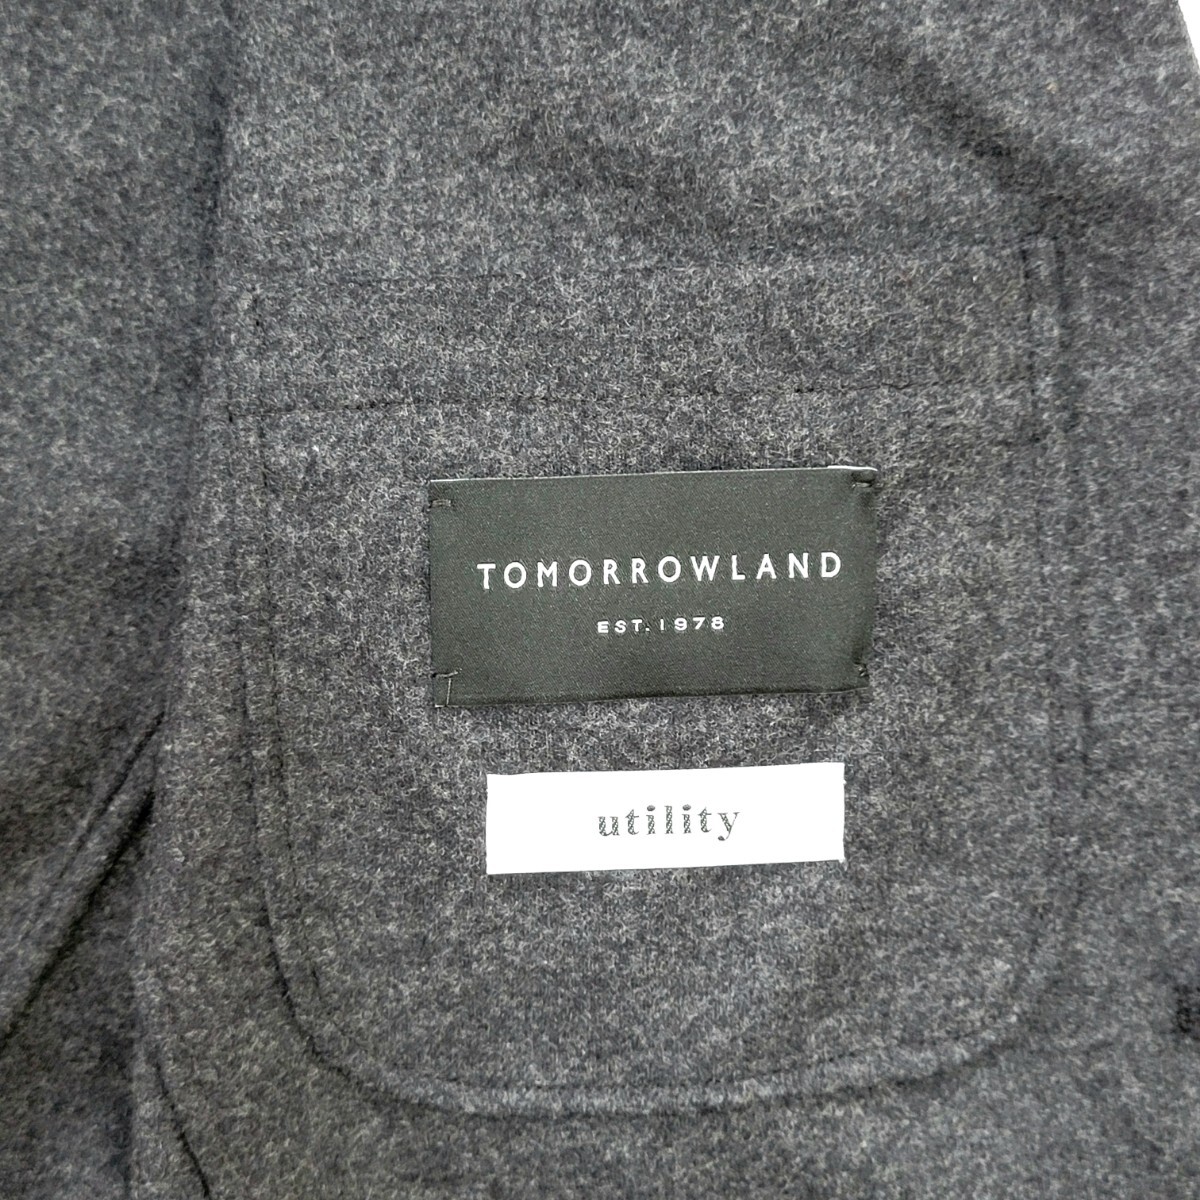 TOMORROWLAND
EST. 1978
utility